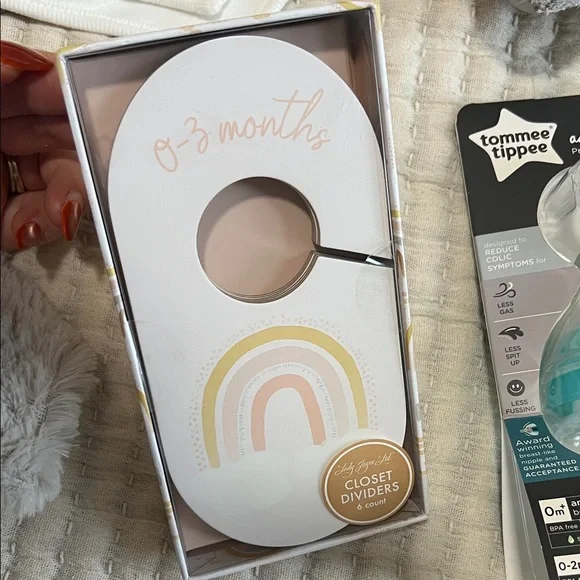 0-3 months
Lady Jayne Ltd.
CLOSET
DIVIDERS
6 count
tommee
tippee
designed to
REDUCE
COLIC
SYMPTOMS for
LESS
GAS
LESS
SPIT
UP
LESS
FUSSING
Award
winning
breast-like
nipple and
GUARANTEED
ACCEPTANCE
0m+
BPA free